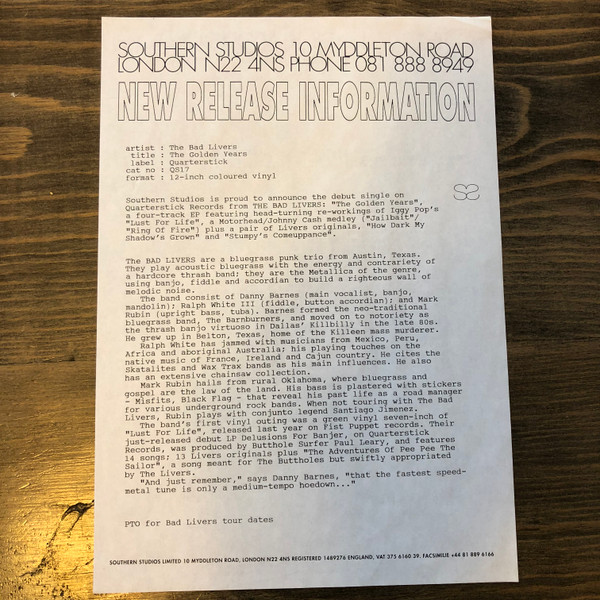 SOUTHERN STUDIOS 10 MYDDLETON ROAD
LONDON N22 4NS PHONE 081 888 8949
NEW RELEASE INFORMATION
artist : The Bad Livers
title : The Golden Years
label : Quarterstick
cat no : QS17
format : 12-inch coloured vinyl
Southern Studios is proud to announce the debut single on
Quarterstick Records from THE BAD LIVERS: "The Golden Years",
a four-track EP featuring head-turning re-workings of Iggy Pop's
"Lust For Life", a Motorhead/Johnny Cash medley ("Jailbait"/
"Ring Of Fire") plus a pair of Livers originals, "How Dark My
Shadow's Grown" and "Stumpy's Comeuppance".
The BAD LIVERS are a bluegrass punk trio from Austin, Texas.
They play acoustic bluegrass with the energy and contrariety of
a hardcore thrash band: they are the Metallica of the genre,
using banjo, fiddle and accordian to build a righteous wall of
melodic noise.
The band consist of Danny Barnes (main vocalist, banjo,
mandolin); Ralph White III (fiddle, button accordian); and Mark
Rubin (upright bass, tuba). Barnes formed the neo-traditional
bluegrass band, The Barnburners, and moved on to notoriety as
the thrash banjo virtuoso in Dallas' Killbilly in the late 80s.
He grew up in Belton, Texas, home of the Killeen mass murderer.
Ralph White has jammed with musicians from Mexico, Peru,
Africa and aboriginal Australia; his playing touches on the
native music of France, Ireland and Cajun country. He cites the
Skatalites and Wax Trax bands as his main influences. He also
has an extensive chainsaw collection.
Mark Rubin hails from rural Oklahoma, where bluegrass and
gospel are the law of the land. His bass is plastered with stickers
- Misfits, Black Flag - that reveal his past life as a road manager
for various underground rock bands. When not touring with The Bad
Livers, Rubin plays with conjunto legend Santiago Jimenez.
The band's first vinyl outing was a green vinyl seven-inch of
"Lust For Life", released last year on Fist Puppet records. Their
just-released debut LP Delusions For Banjer, on Quarterstick
Records, was produced by Butthole Surfer Paul Leary, and features
14 songs; 13 Livers originals plus "The Adventures Of Pee Pee The
Sailor", a song meant for The Buttholes but swiftly appropriated
by The Livers.
"And just remember," says Danny Barnes, "that the fastest speed-
metal tune is only a medium-tempo hoedown..."
PTO for Bad Livers tour dates
SOUTHERN STUDIOS LIMITED 10 MYDDLETON ROAD, LONDON N22 4NS REGISTERED 1489276 ENGLAND, VAT 375 6160 39. FACSIMILIE +44 81 889 6166